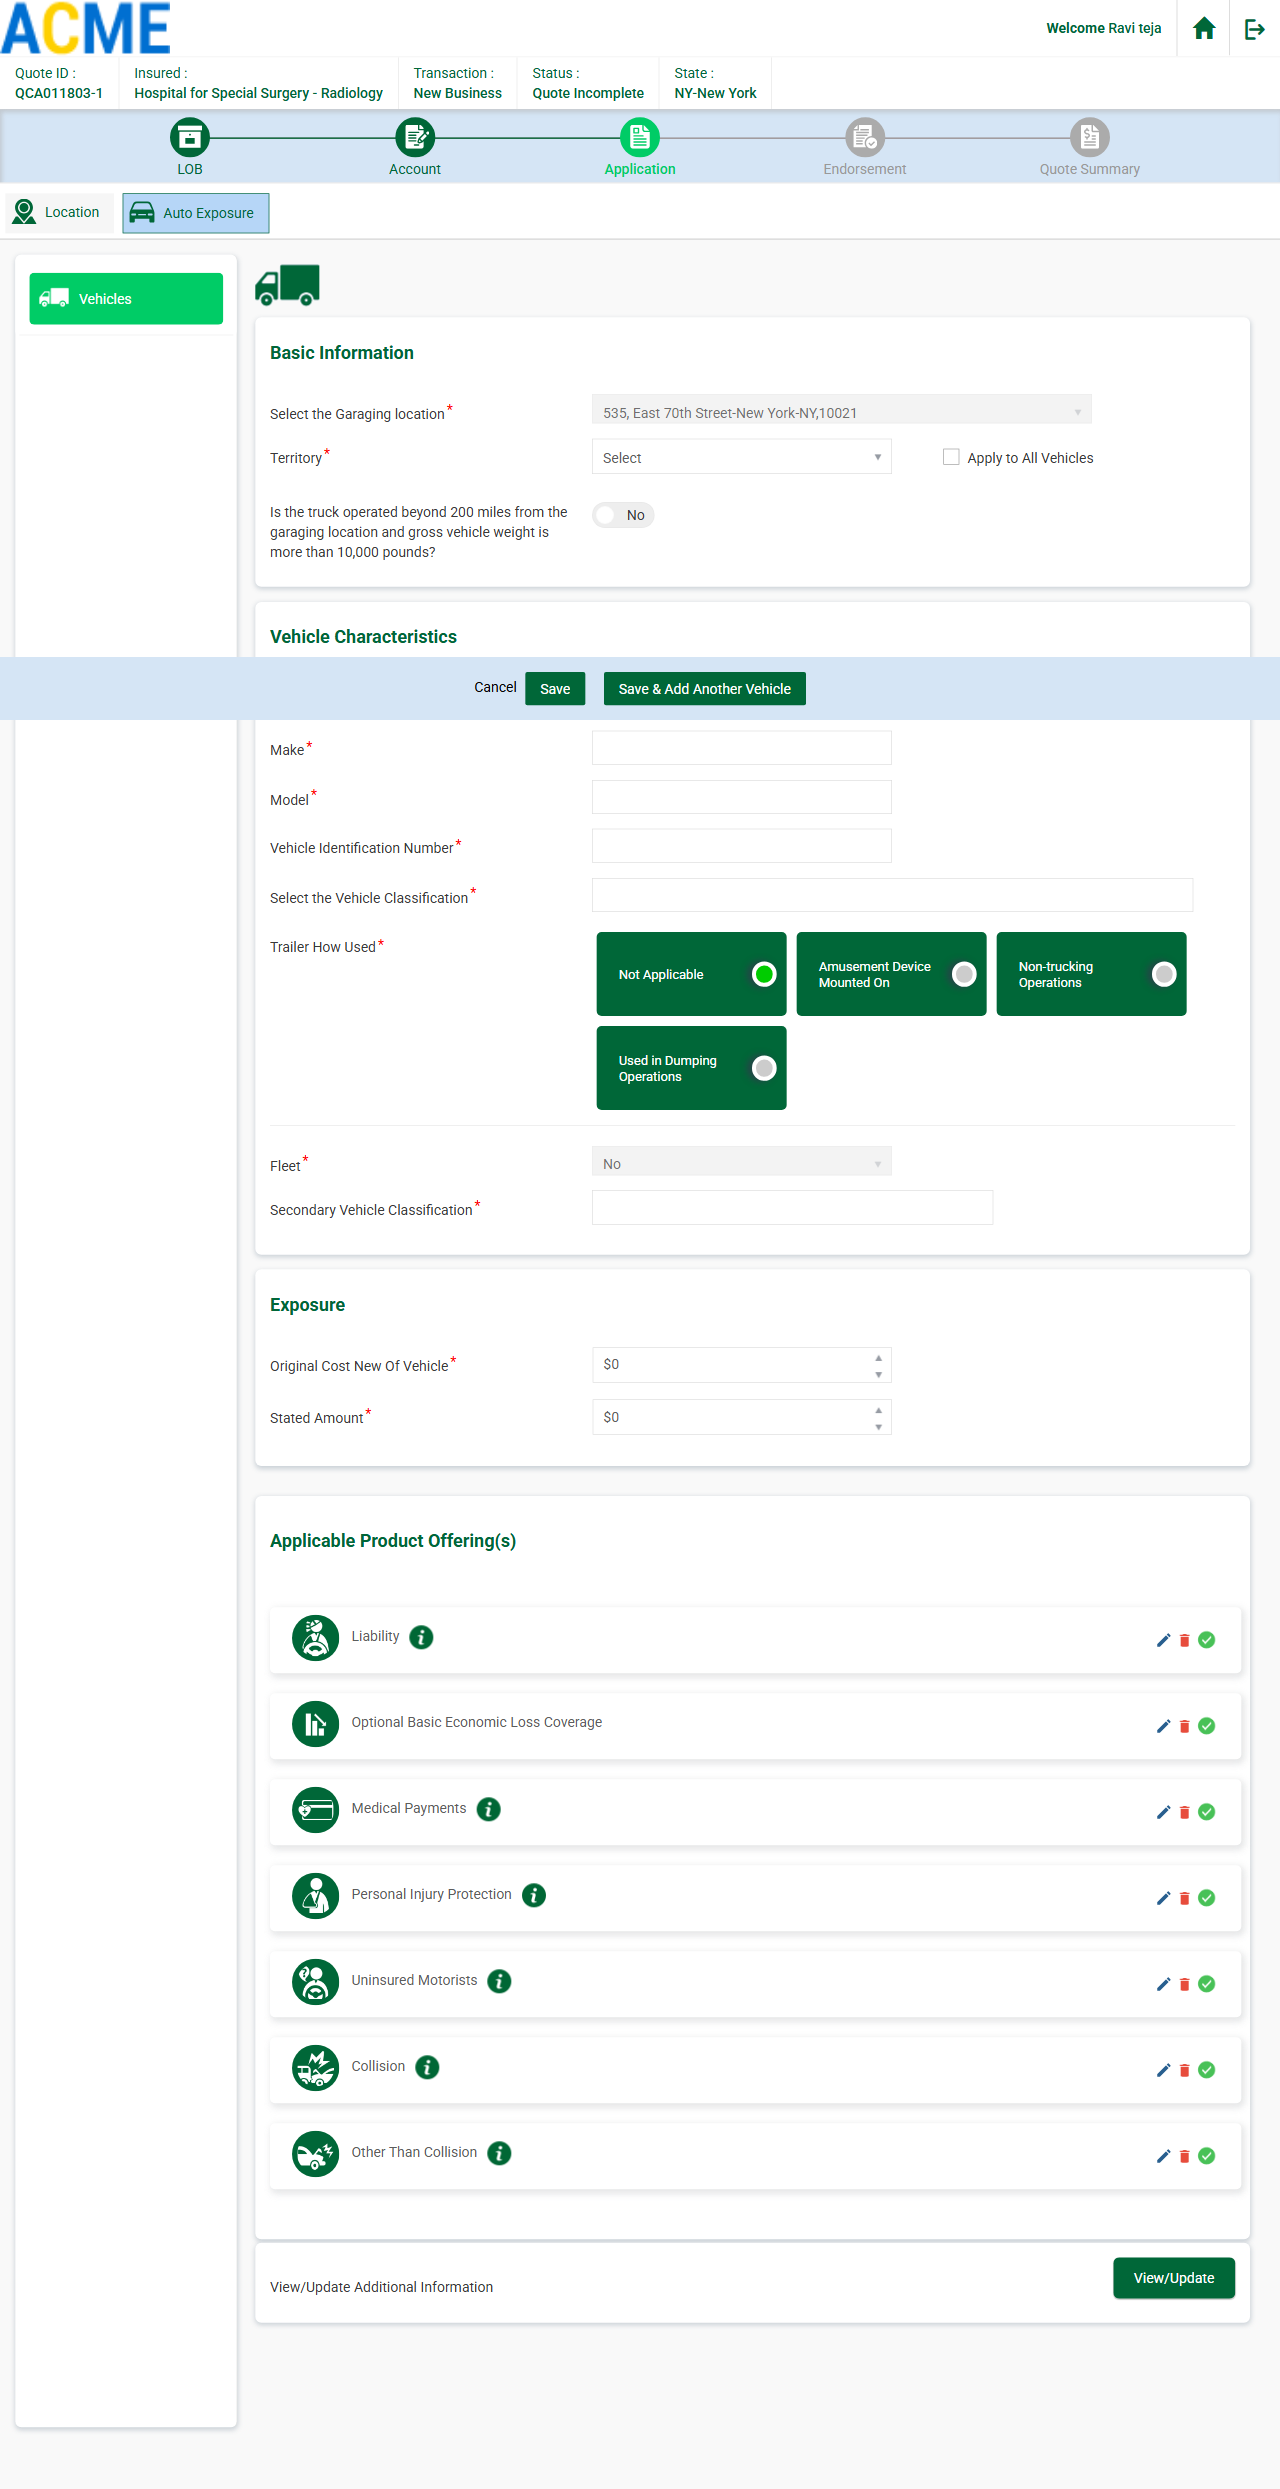 ACME
Welcome Ravi teja
Quote ID :
QCA011803-1
Insured :
Hospital for Special Surgery - Radiology
Transaction :
New Business
Status :
Quote Incomplete
State :
NY-New York
LOB
Account
Application
Endorsement
Quote Summary
Location
Auto Exposure
Vehicles
Basic Information
Select the Garaging location*
535, East 70th Street-New York-NY,10021
Territory*
Select
Apply to All Vehicles
Is the truck operated beyond 200 miles from the
garaging location and gross vehicle weight is
more than 10,000 pounds?
No
Vehicle Characteristics
Cancel
Save
Save & Add Another Vehicle
Make*
Model*
Vehicle Identification Number*
Select the Vehicle Classification*
Trailer How Used*
Not Applicable
Amusement Device
Mounted On
Non-trucking
Operations
Used in Dumping
Operations
Fleet*
No
Secondary Vehicle Classification*
Exposure
Original Cost New Of Vehicle*
$0
Stated Amount*
$0
Applicable Product Offering(s)
Liability i
Optional Basic Economic Loss Coverage
Medical Payments i
Personal Injury Protection i
Uninsured Motorists i
Collision i
Other Than Collision i
View/Update Additional Information
View/Update